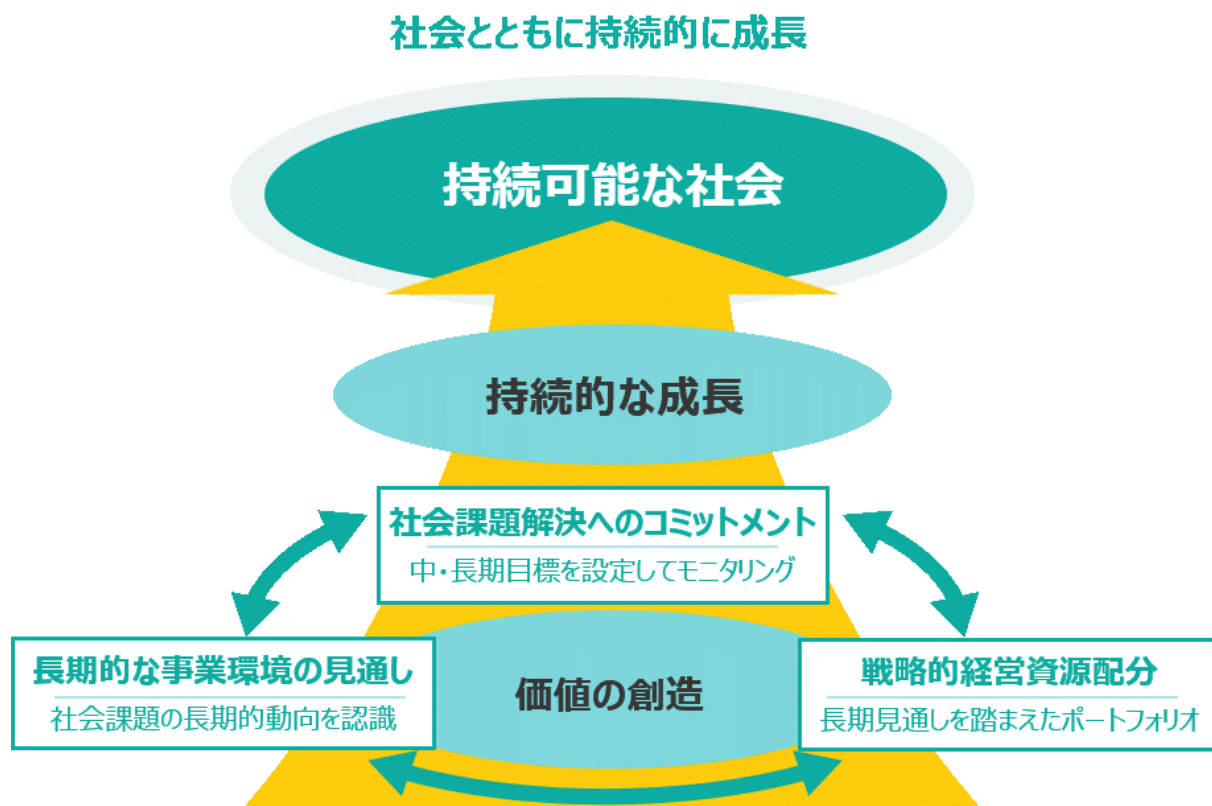 社会とともに持続的に成長
持続可能な社会
持続的な成長
社会課題解決へのコミットメント
中・長期目標を設定してモニタリング
長期的な事業環境の見通し
社会課題の長期的動向を認識
価値の創造
戦略的経営資源配分
長期見通しを踏まえたポートフォリオ